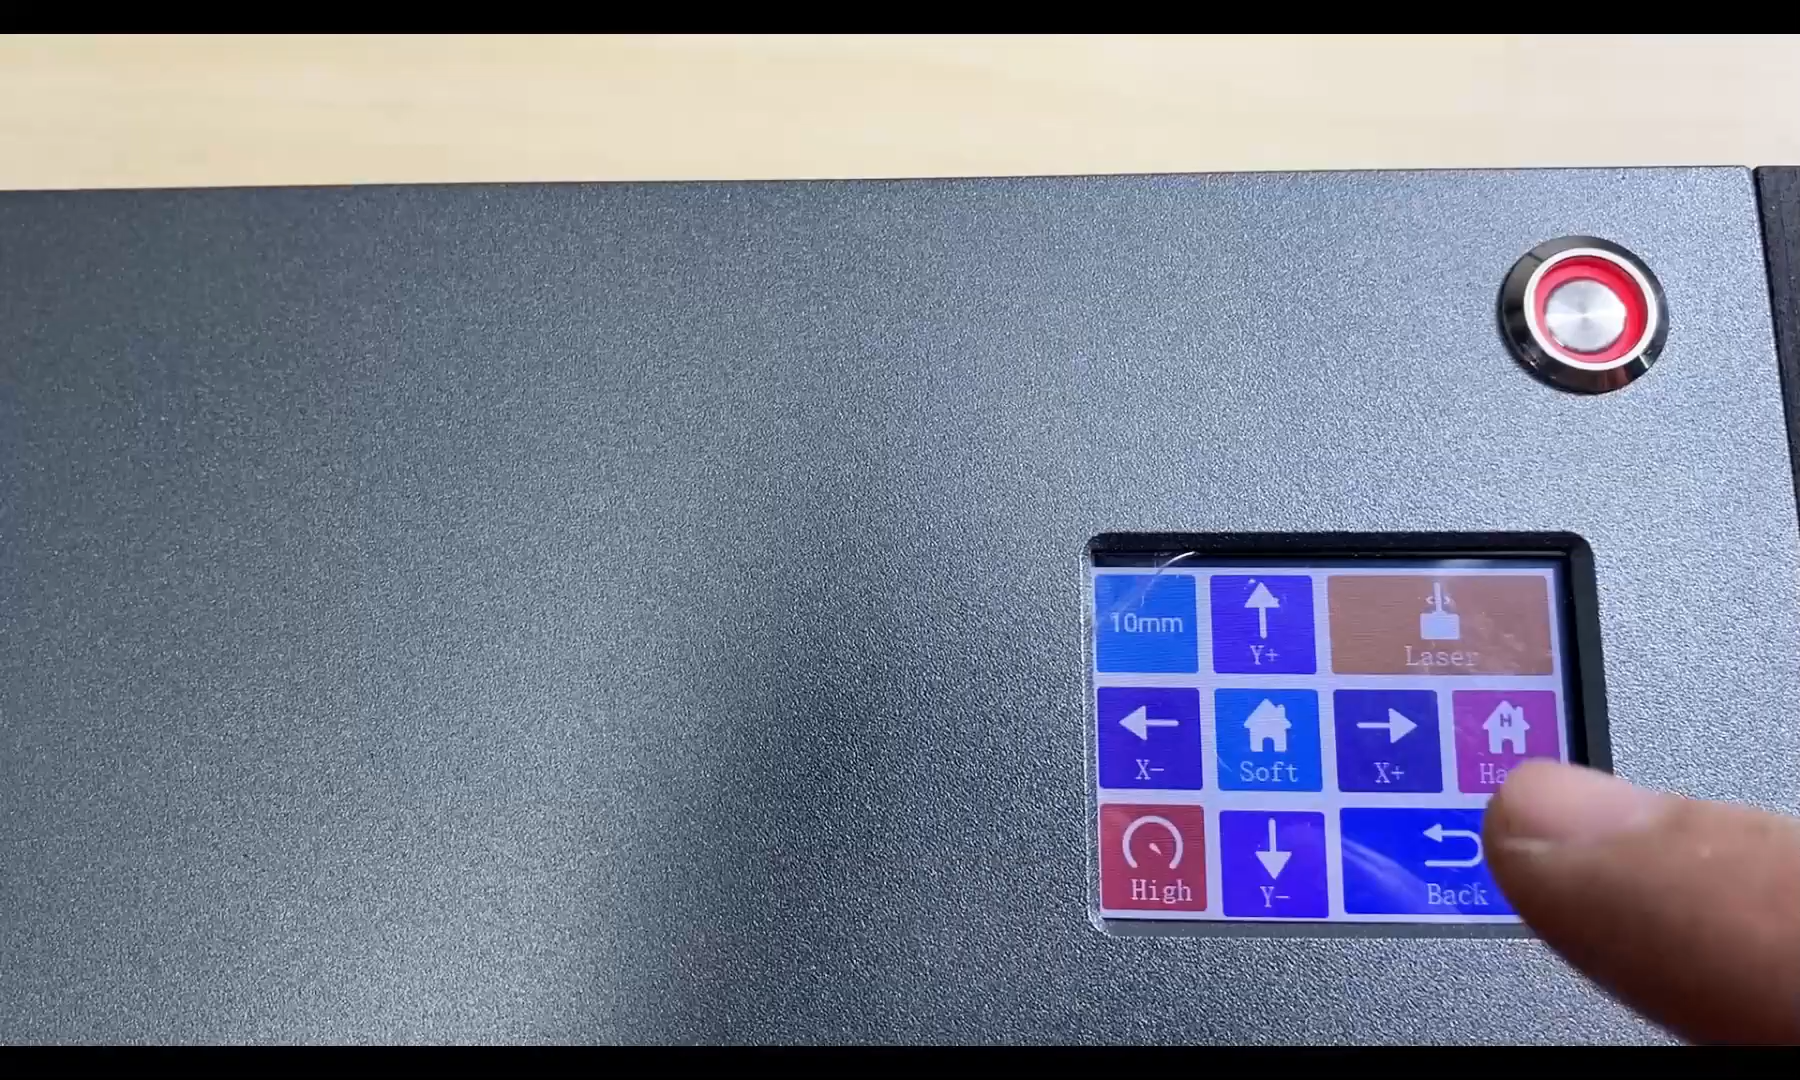 10mm
Y+
Laser
X-
Soft
X+
H
High
Y-
Back